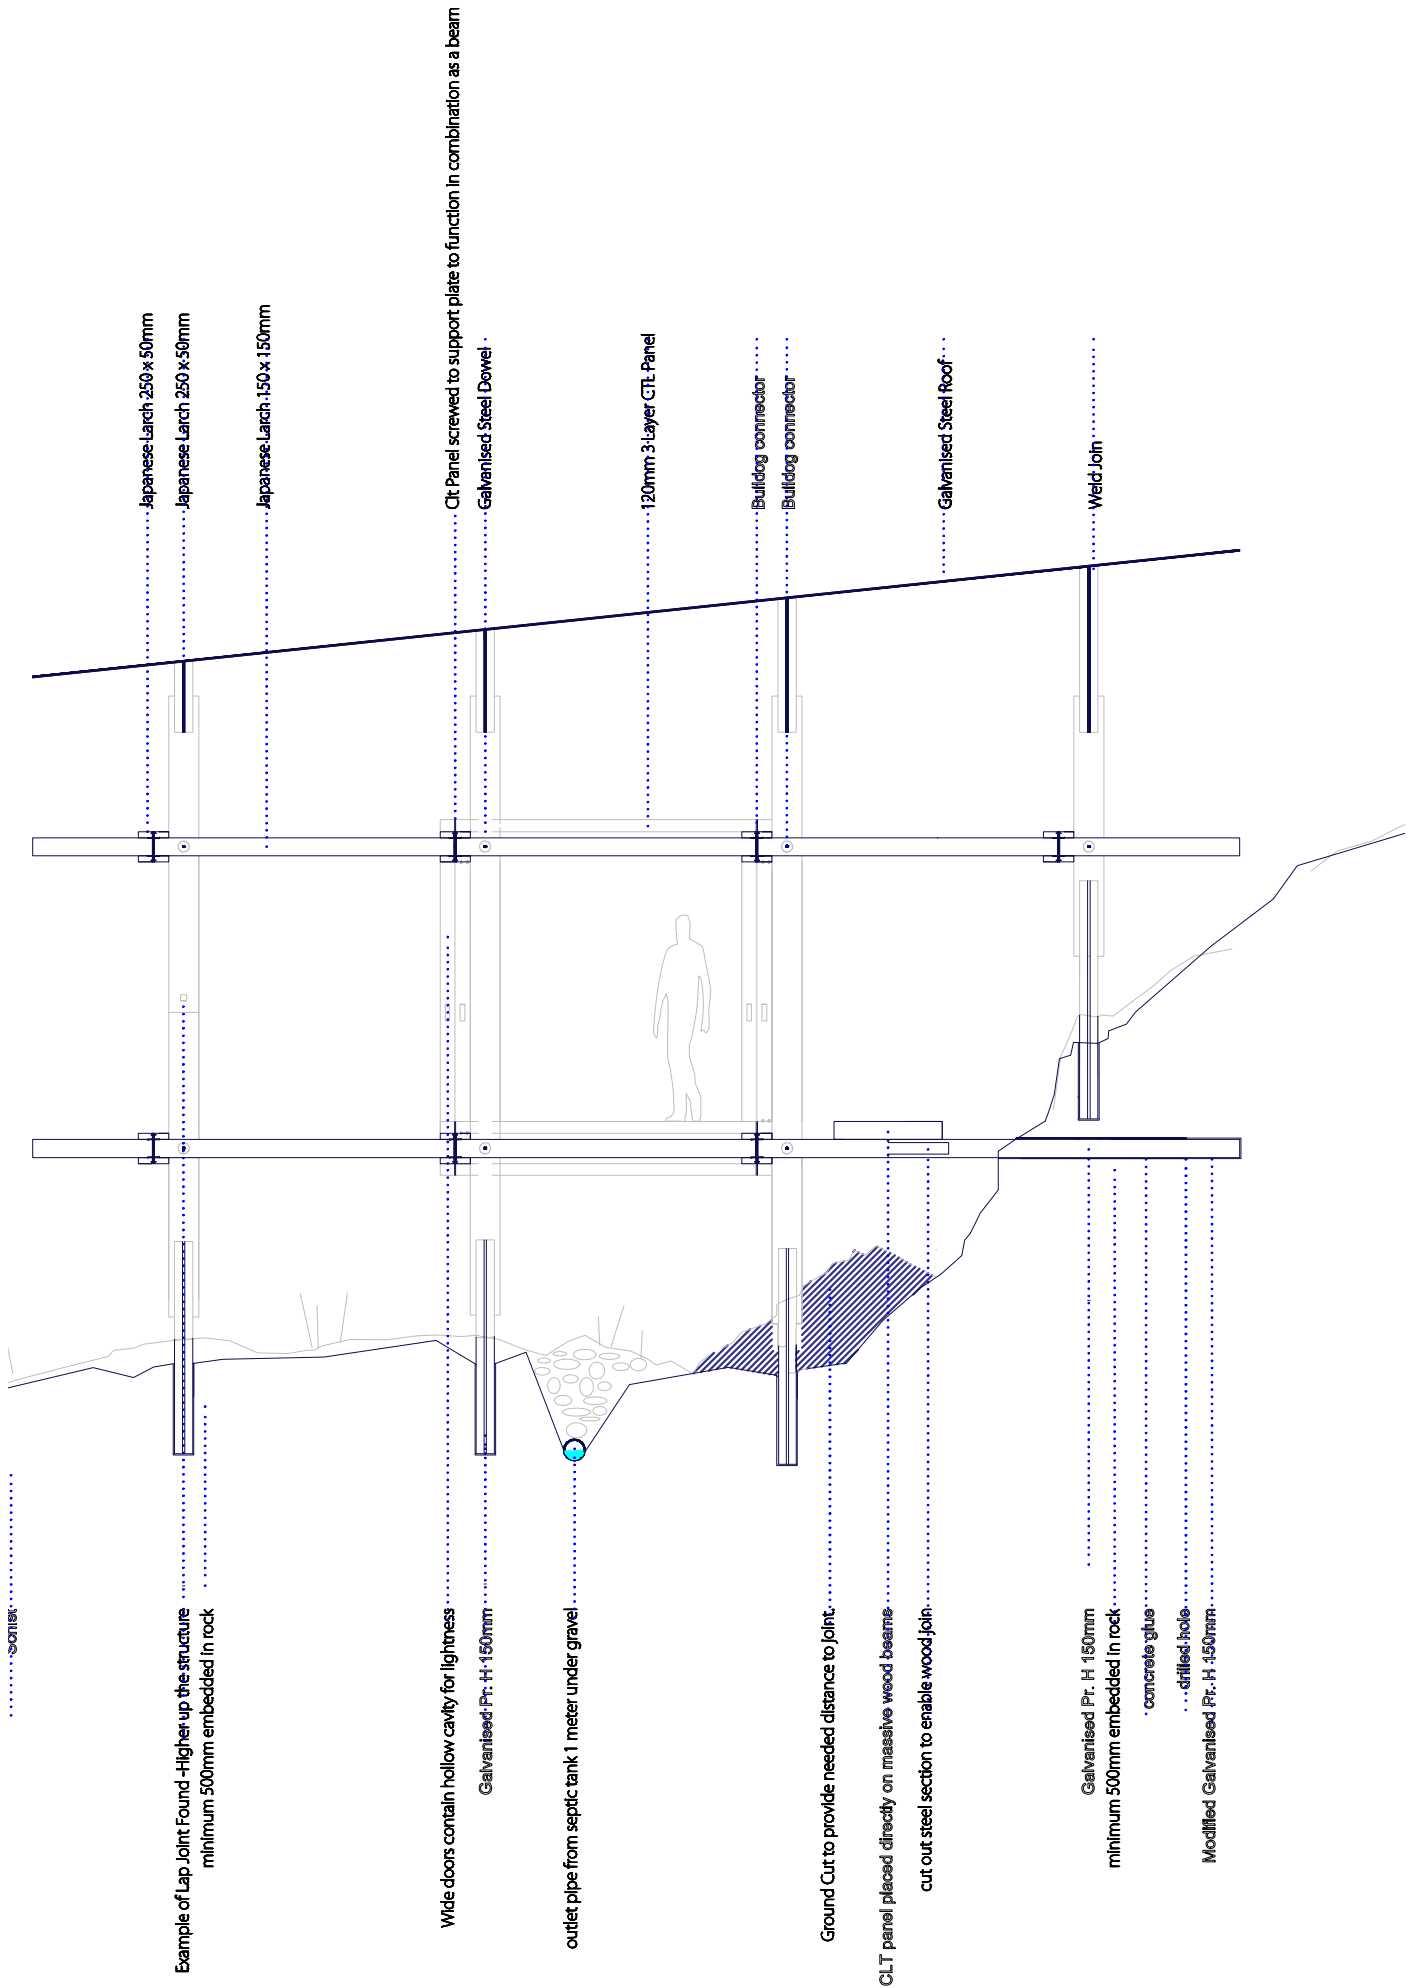 Japanese Larch 250 x 50mm
Japanese Larch 250 x 50mm
Japanese Larch 150 x 150mm
Clt Panel screwed to support plate to function in combination as a beam
Galvanised Steel Dowel
120mm 3 Layer CTL Panel
Bulldog connector
Bulldog connector
Galvanised Steel Roof
Weld Join
Schist
Example of Lap Joint Found -Higher up the structure
minimum 500mm embedded in rock
Wide doors contain hollow cavity for lightness
Galvanised Pr. H 150mm
outlet pipe from septic tank 1 meter under gravel
Ground Cut to provide needed distance to joint.
CLT panel placed directly on massive wood beams
cut out steel section to enable wood join
Galvanised Pr. H 150mm
minimum 500mm embedded in rock
concrete glue
drilled hole
Modified Galvanised Pr. H 150mm